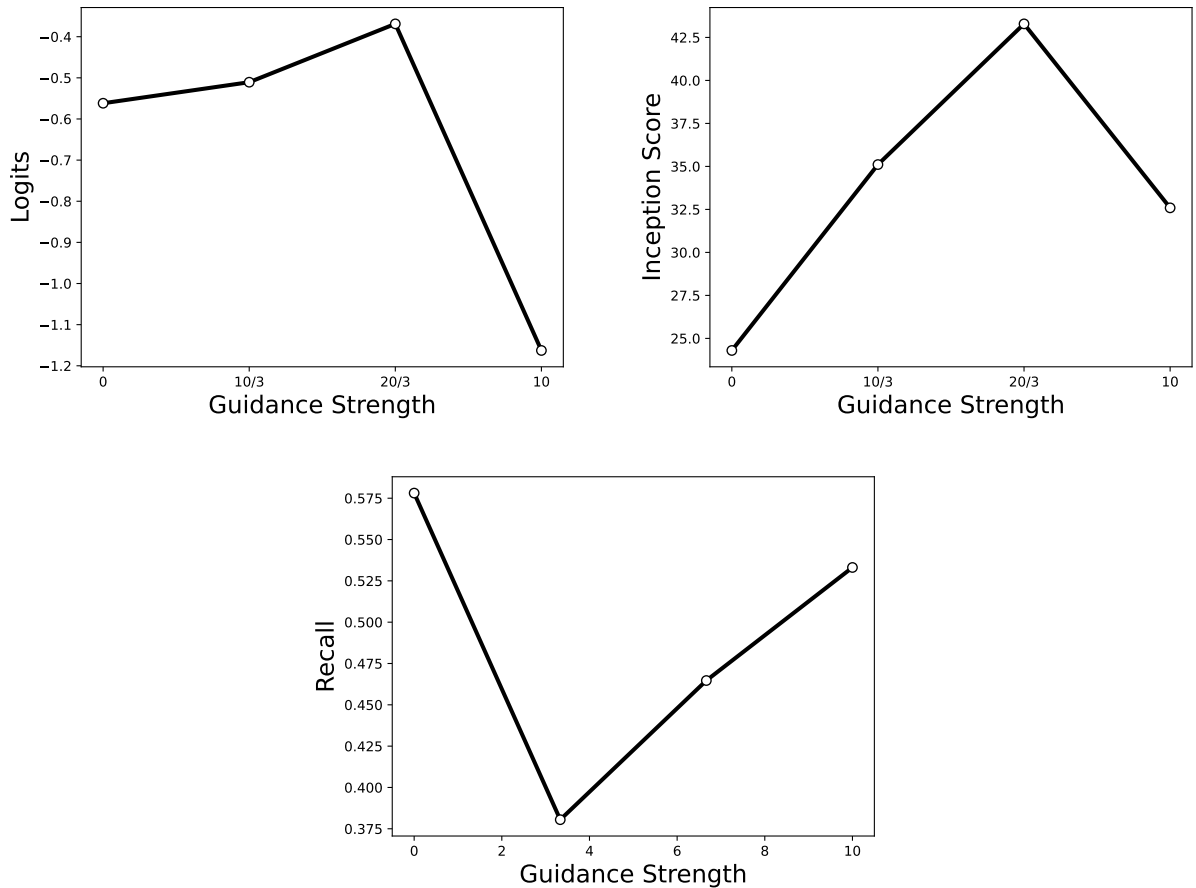 Logits
−0.4
−0.5
−0.6
−0.7
−0.8
−0.9
−1.0
−1.1
−1.2
0 10/3 20/3 10
Guidance Strength
Inception Score
42.5
40.0
37.5
35.0
32.5
30.0
27.5
25.0
0 10/3 20/3 10
Guidance Strength
Recall
0.575
0.550
0.525
0.500
0.475
0.450
0.425
0.400
0.375
0 2 4 6 8 10
Guidance Strength